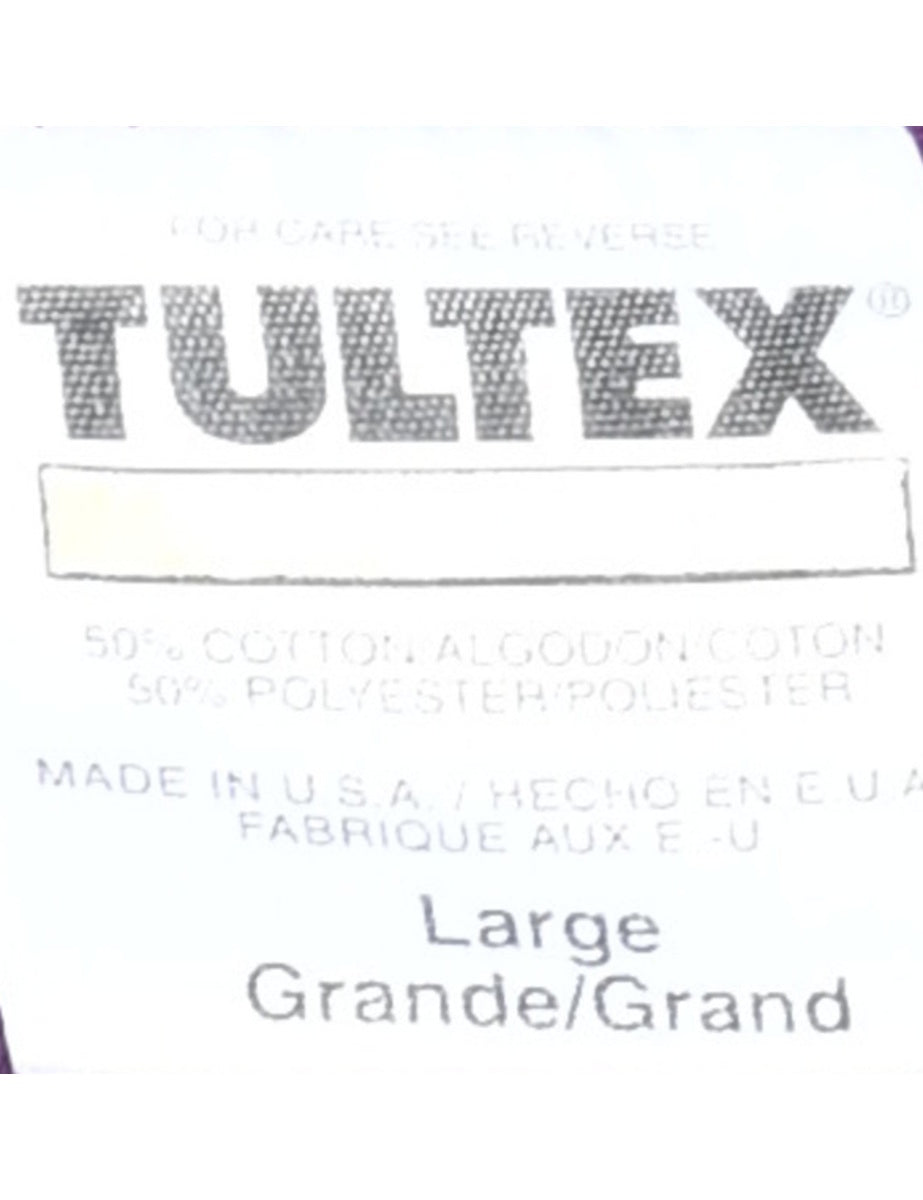 FOR CARE SEE REVERSE
TULTEX®
50% COTTON/ALGODON/COTON
50% POLYESTER/POLIESTER
MADE IN U.S.A. / HECHO EN E.U.A
FABRIQUE AUX E.-U
Large
Grande/Grand